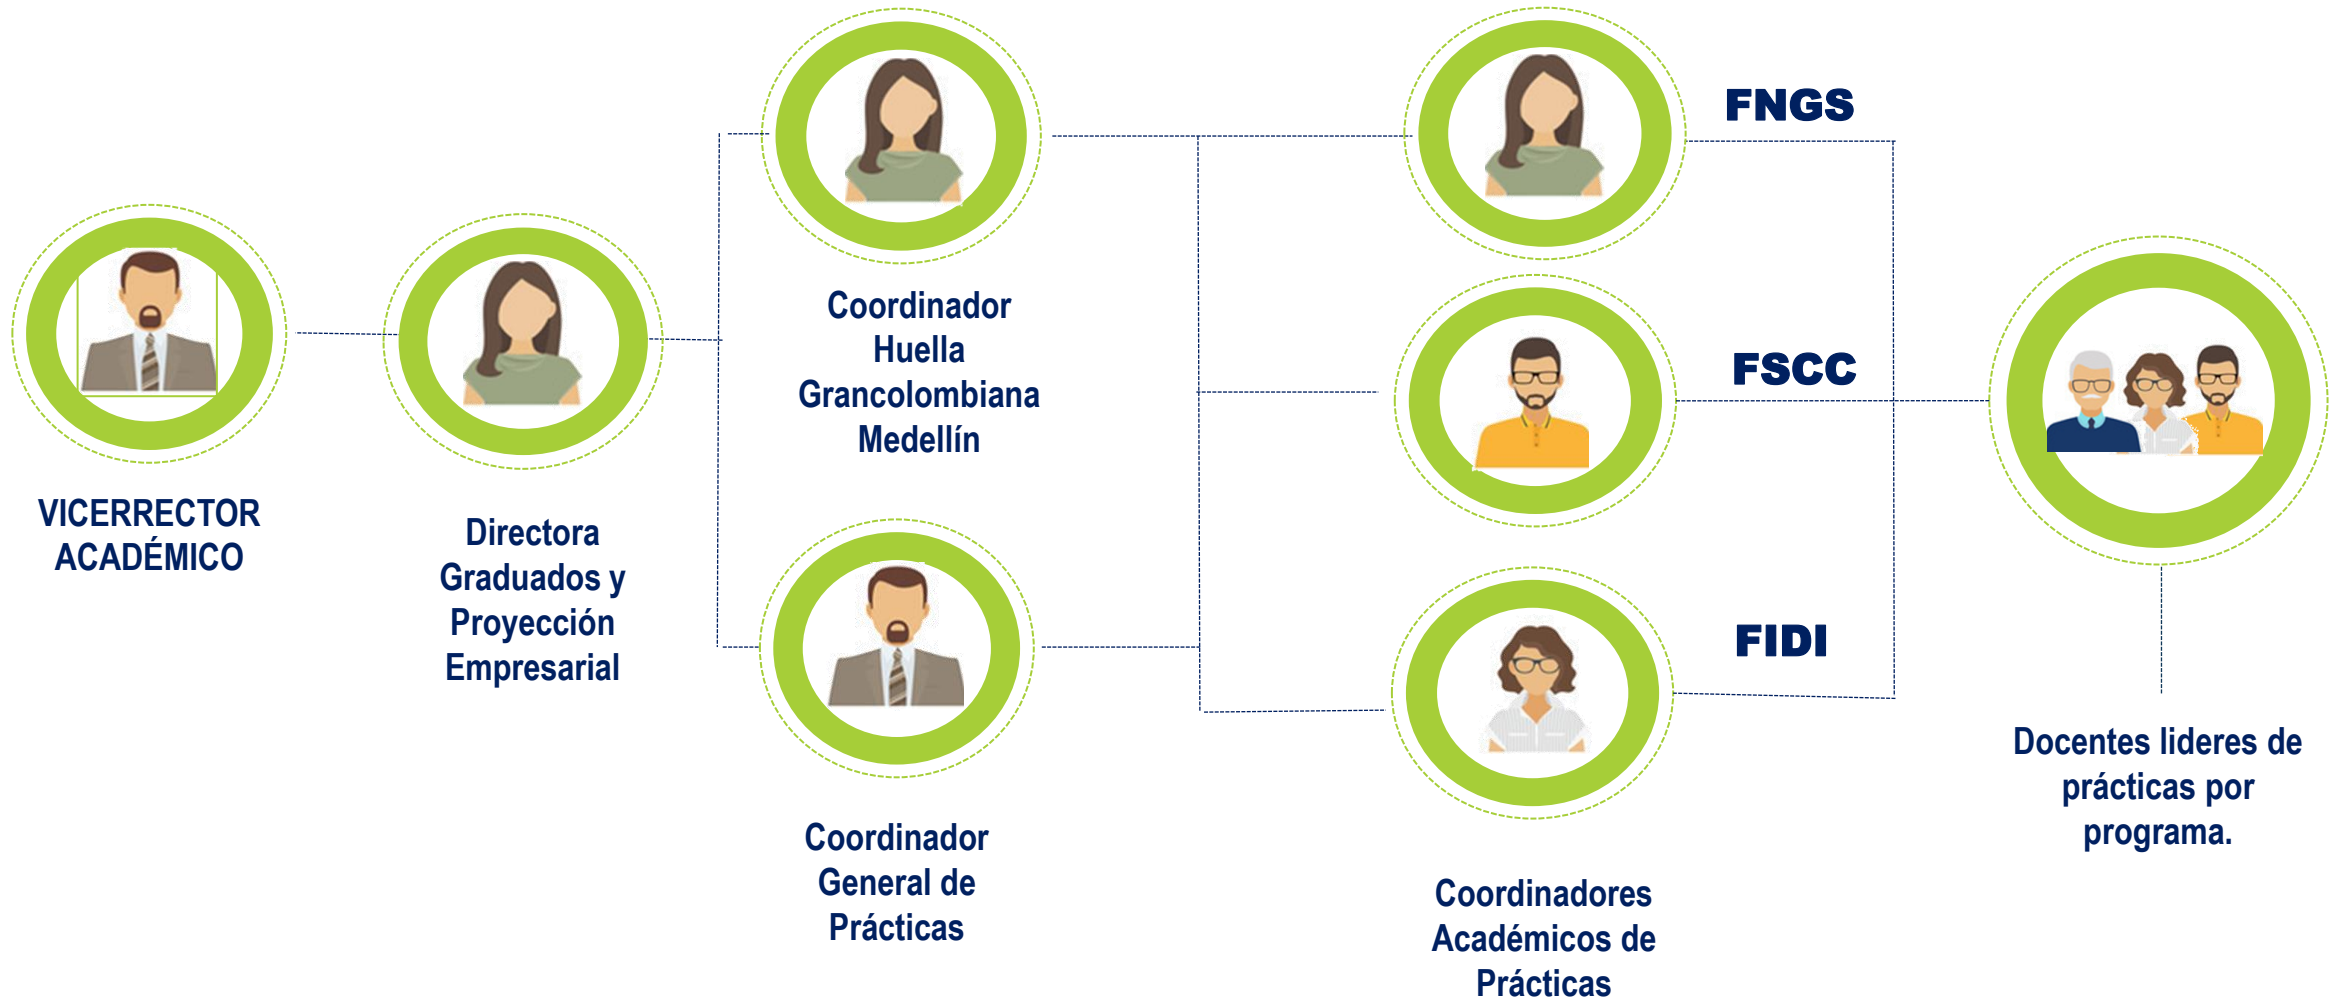 VICERRECTOR
ACADÉMICO
Directora
Graduados y
Proyección
Empresarial
Coordinador
Huella
Grancolombiana
Medellín
Coordinador
General de
Prácticas
FNGS
FSCC
FIDI
Coordinadores
Académicos de
Prácticas
Docentes lideres de
prácticas por
programa.